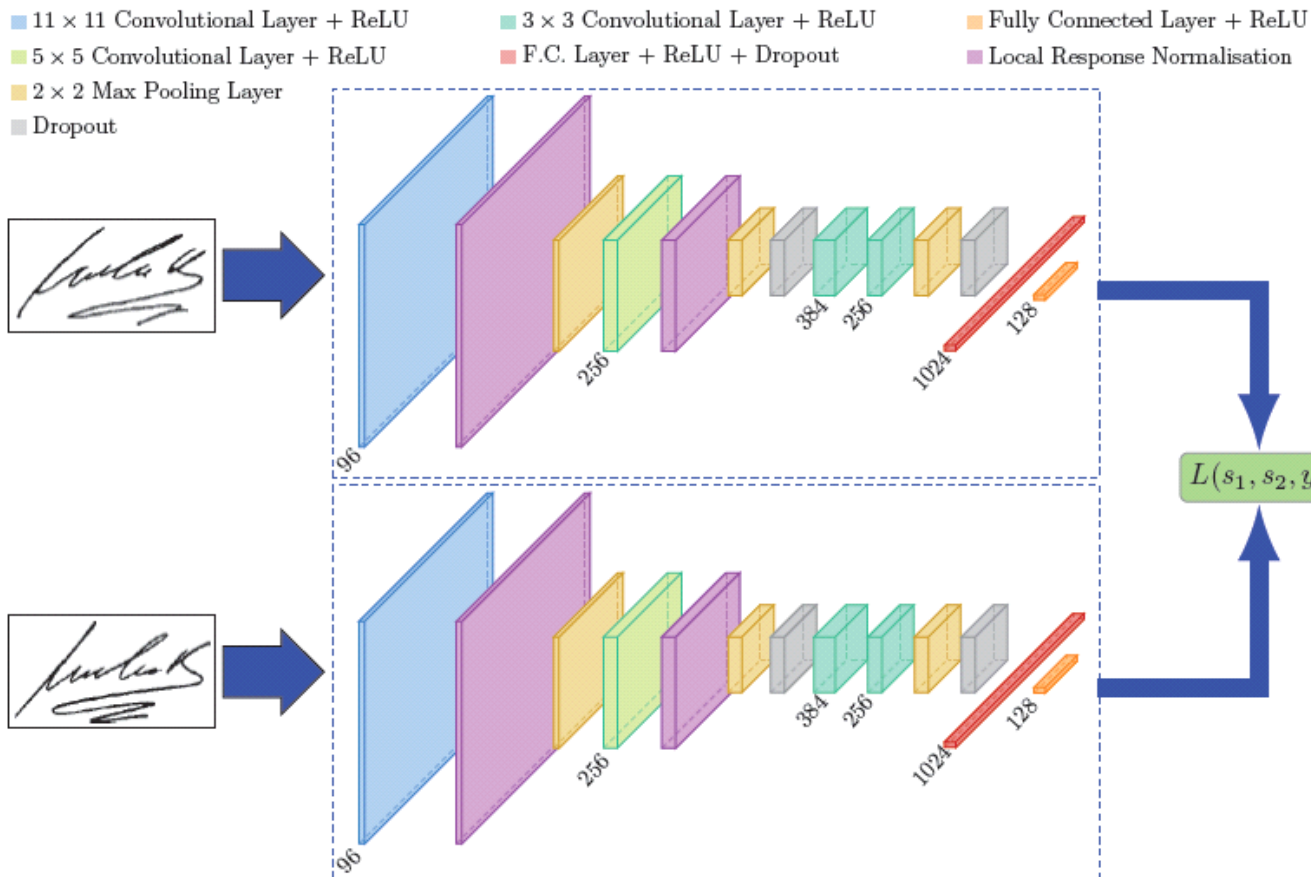 11 × 11 Convolutional Layer + ReLU
3 × 3 Convolutional Layer + ReLU
Fully Connected Layer + ReLU
5 × 5 Convolutional Layer + ReLU
F.C. Layer + ReLU + Dropout
Local Response Normalisation
2 × 2 Max Pooling Layer
Dropout
96
256
384
256
1024
128
L(s₁, s₂, y
96
256
384
256
1024
128